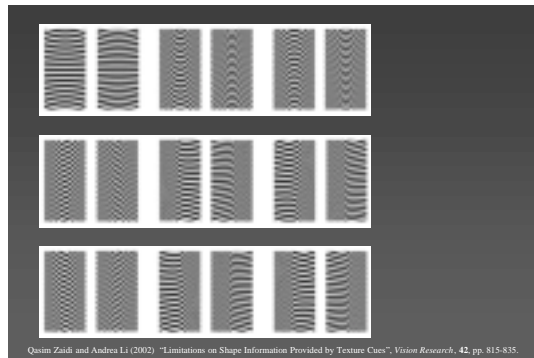 Qasim Zaidi and Andrea Li (2002)  "Limitations on Shape Information Provided by Texture Cues", Vision Research, 42, pp. 815-835.